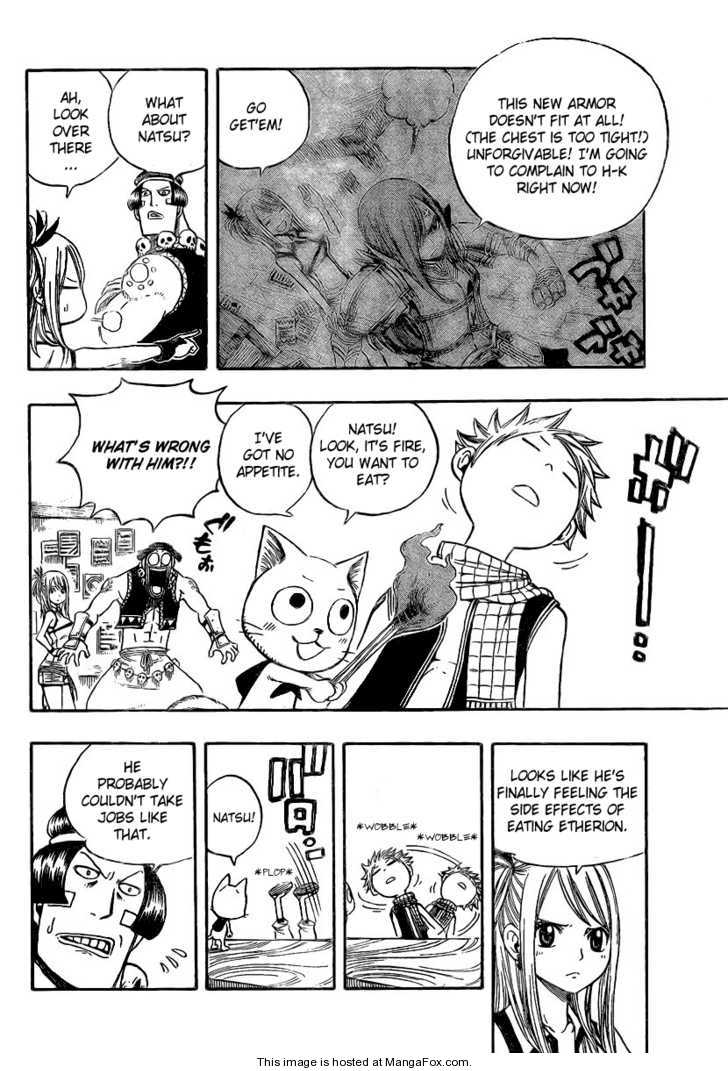 THIS NEW ARMOR
DOESN'T FIT AT ALL!
(THE CHEST IS TOO TIGHT!)
UNFORGIVABLE! I'M GOING
TO COMPLAIN TO H-K
RIGHT NOW!
GO
GET'EM!
WHAT
ABOUT
NATSU?
AH,
LOOK
OVER
THERE
...
NATSU!
LOOK, IT'S FIRE,
YOU WANT TO
EAT?
I'VE
GOT NO
APPETITE.
WHAT'S WRONG
WITH HIM?!!
LOOKS LIKE HE'S
FINALLY FEELING THE
SIDE EFFECTS OF
EATING ETHERION.
*WOBBLE*
*WOBBLE*
NATSU!
*PLOP*
HE
PROBABLY
COULDN'T TAKE
JOBS LIKE
THAT.
This image is hosted at MangaFox.com.